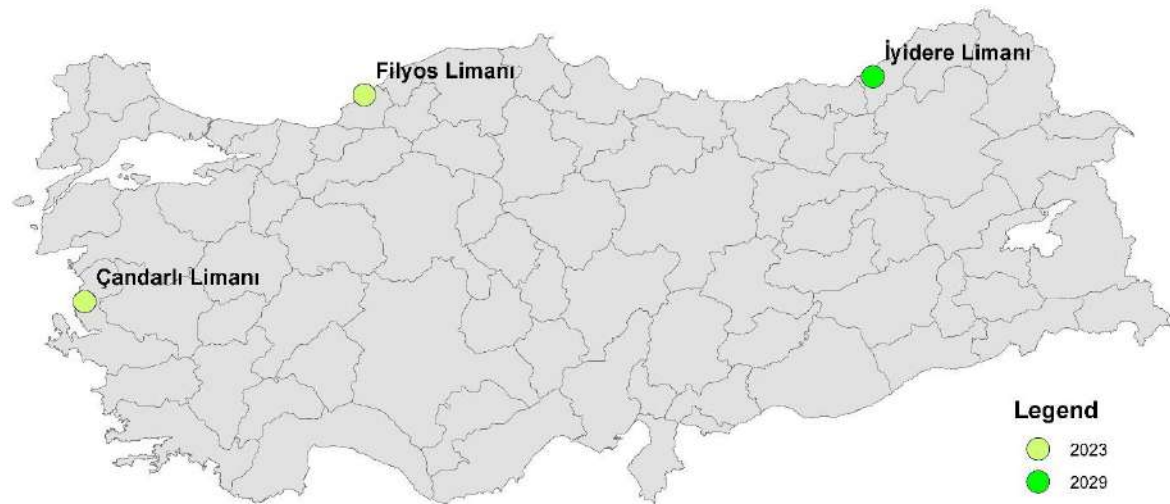 İyidere Limanı
Filyos Limanı
Çandarlı Limanı
Legend
2023
2029